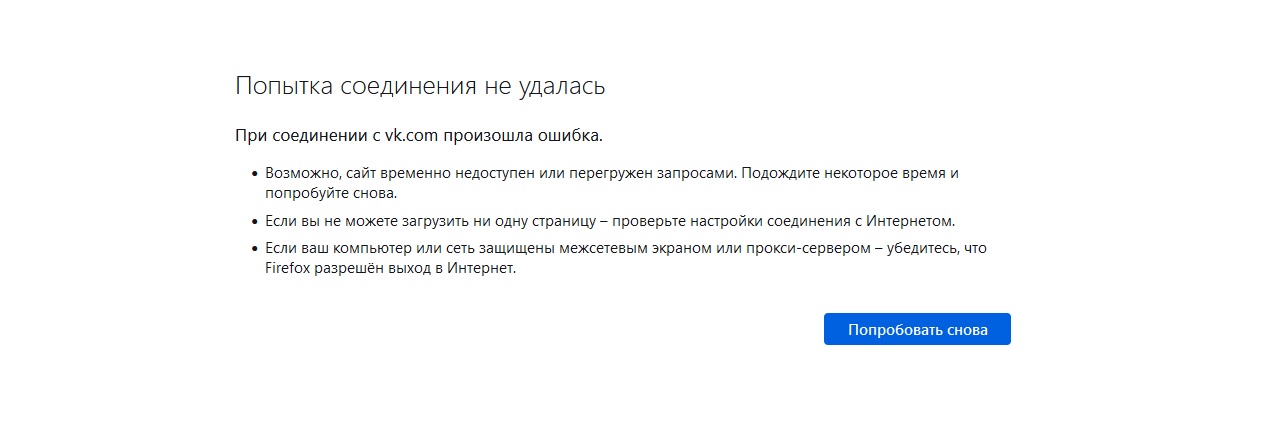 Попытка соединения не удалась
При соединении с vk.com произошла ошибка.
• Возможно, сайт временно недоступен или перегружен запросами. Подождите некоторое время и
попробуйте снова.
• Если вы не можете загрузить ни одну страницу – проверьте настройки соединения с Интернетом.
• Если ваш компьютер или сеть защищены межсетевым экраном или прокси-сервером – убедитесь, что
Firefox разрешён выход в Интернет.
Попробовать снова